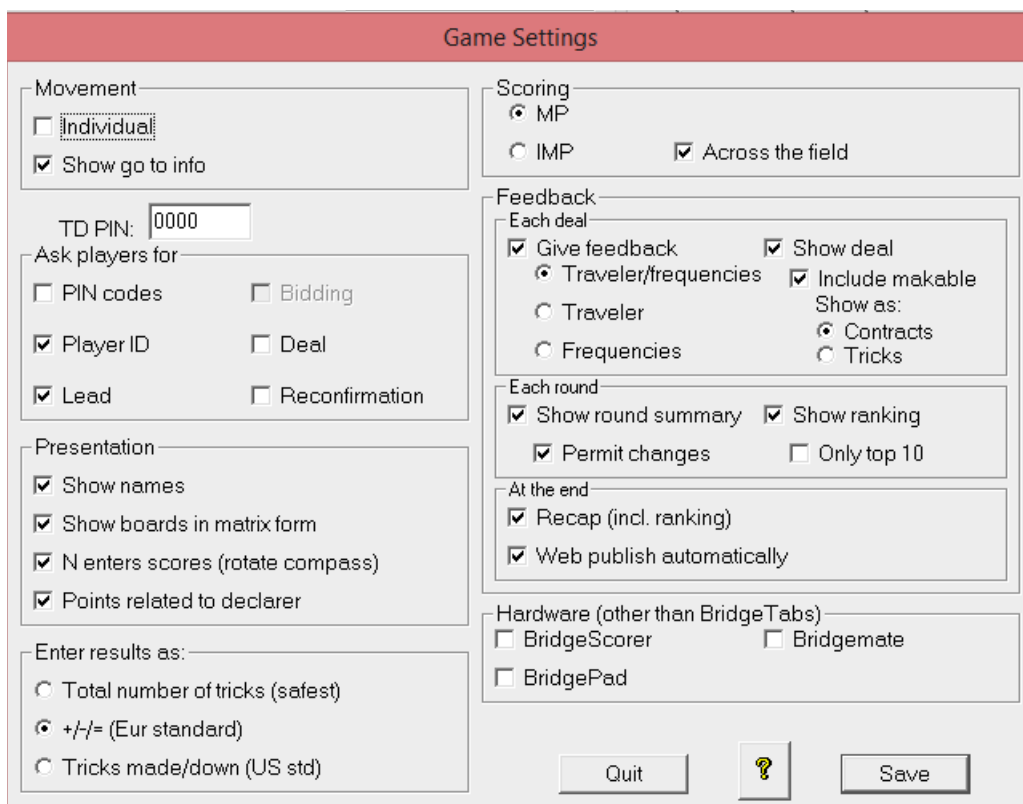 Game Settings
Movement
Individual
Show go to info
TD PIN: 0000
Ask players for
PIN codes
Bidding
Player ID
Deal
Lead
Reconfirmation
Presentation
Show names
Show boards in matrix form
N enters scores (rotate compass)
Points related to declarer
Enter results as:
Total number of tricks (safest)
+/-/= (Eur standard)
Tricks made/down (US std)
Scoring
MP
IMP
Across the field
Feedback
Each deal
Give feedback
Show deal
Traveler/frequencies
Include makable
Show as:
Traveler
Contracts
Frequencies
Tricks
Each round
Show round summary
Show ranking
Permit changes
Only top 10
At the end
Recap (incl. ranking)
Web publish automatically
Hardware (other than BridgeTabs)
BridgeScorer
Bridgemate
BridgePad
Quit
?
Save